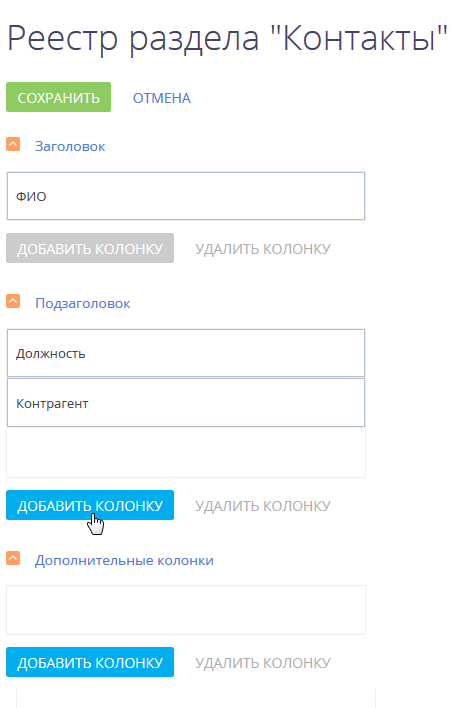 Реестр раздела "Контакты"
СОХРАНИТЬ ОТМЕНА
Заголовок
ФИО
ДОБАВИТЬ КОЛОНКУ УДАЛИТЬ КОЛОНКУ
Подзаголовок
Должность
Контрагент
ДОБАВИТЬ КОЛОНКУ УДАЛИТЬ КОЛОНКУ
Дополнительные колонки
ДОБАВИТЬ КОЛОНКУ УДАЛИТЬ КОЛОНКУ